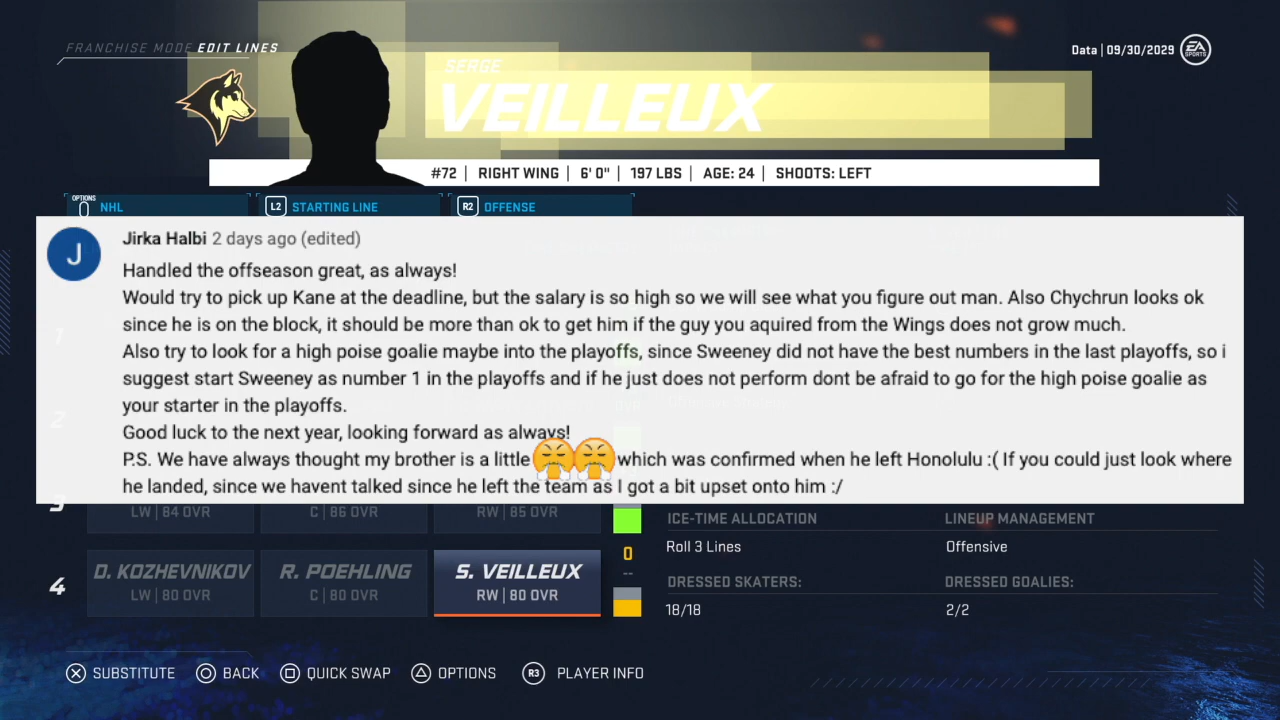 FRANCHISE MODE EDIT LINES
Data | 09/30/2029
EA SPORTS
SERGE
VEILLEUX
#72 | RIGHT WING | 6' 0" | 197 LBS | AGE: 24 | SHOOTS: LEFT
OPTIONS NHL L2 STARTING LINE R2 OFFENSE
J
Jirka Halbi 2 days ago (edited)
Handled the offseason great, as always!
Would try to pick up Kane at the deadline, but the salary is so high so we will see what you figure out man. Also Chychrun looks ok
since he is on the block, it should be more than ok to get him if the guy you aquired from the Wings does not grow much.
Also try to look for a high poise goalie maybe into the playoffs, since Sweeney did not have the best numbers in the last playoffs, so i
suggest start Sweeney as number 1 in the playoffs and if he just does not perform dont be afraid to go for the high poise goalie as
your starter in the playoffs.
Good luck to the next year, looking forward as always!
P.S. We have always thought my brother is a little 😤😤 which was confirmed when he left Honolulu :( If you could just look where
he landed, since we havent talked since he left the team as I got a bit upset onto him :/
1
2
3
LW | 84 OVR C | 86 OVR RW | 85 OVR
ICE-TIME ALLOCATION LINEUP MANAGEMENT
Roll 3 Lines Offensive
4 D. KOZHEVNIKOV R. POEHLING S. VEILLEUX 0
LW | 80 OVR C | 80 OVR RW | 80 OVR --
DRESSED SKATERS: DRESSED GOALIES:
18/18 2/2
SUBSTITUTE BACK QUICK SWAP OPTIONS R3 PLAYER INFO